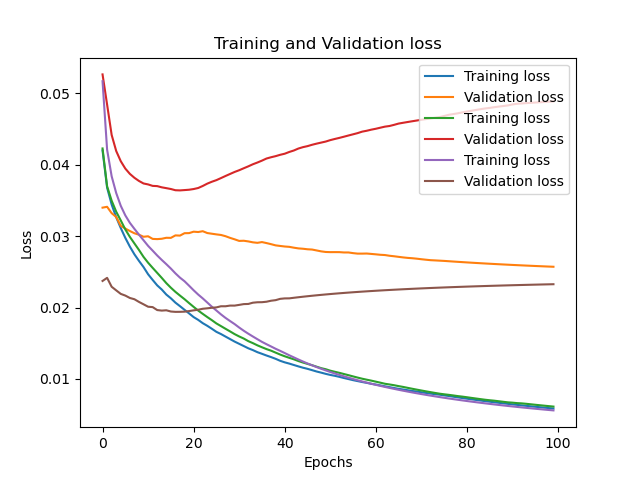 Training and Validation loss
Loss
0.05
0.04
0.03
0.02
0.01
Training loss
Validation loss
Training loss
Validation loss
Training loss
Validation loss
0 20 40 60 80 100
Epochs